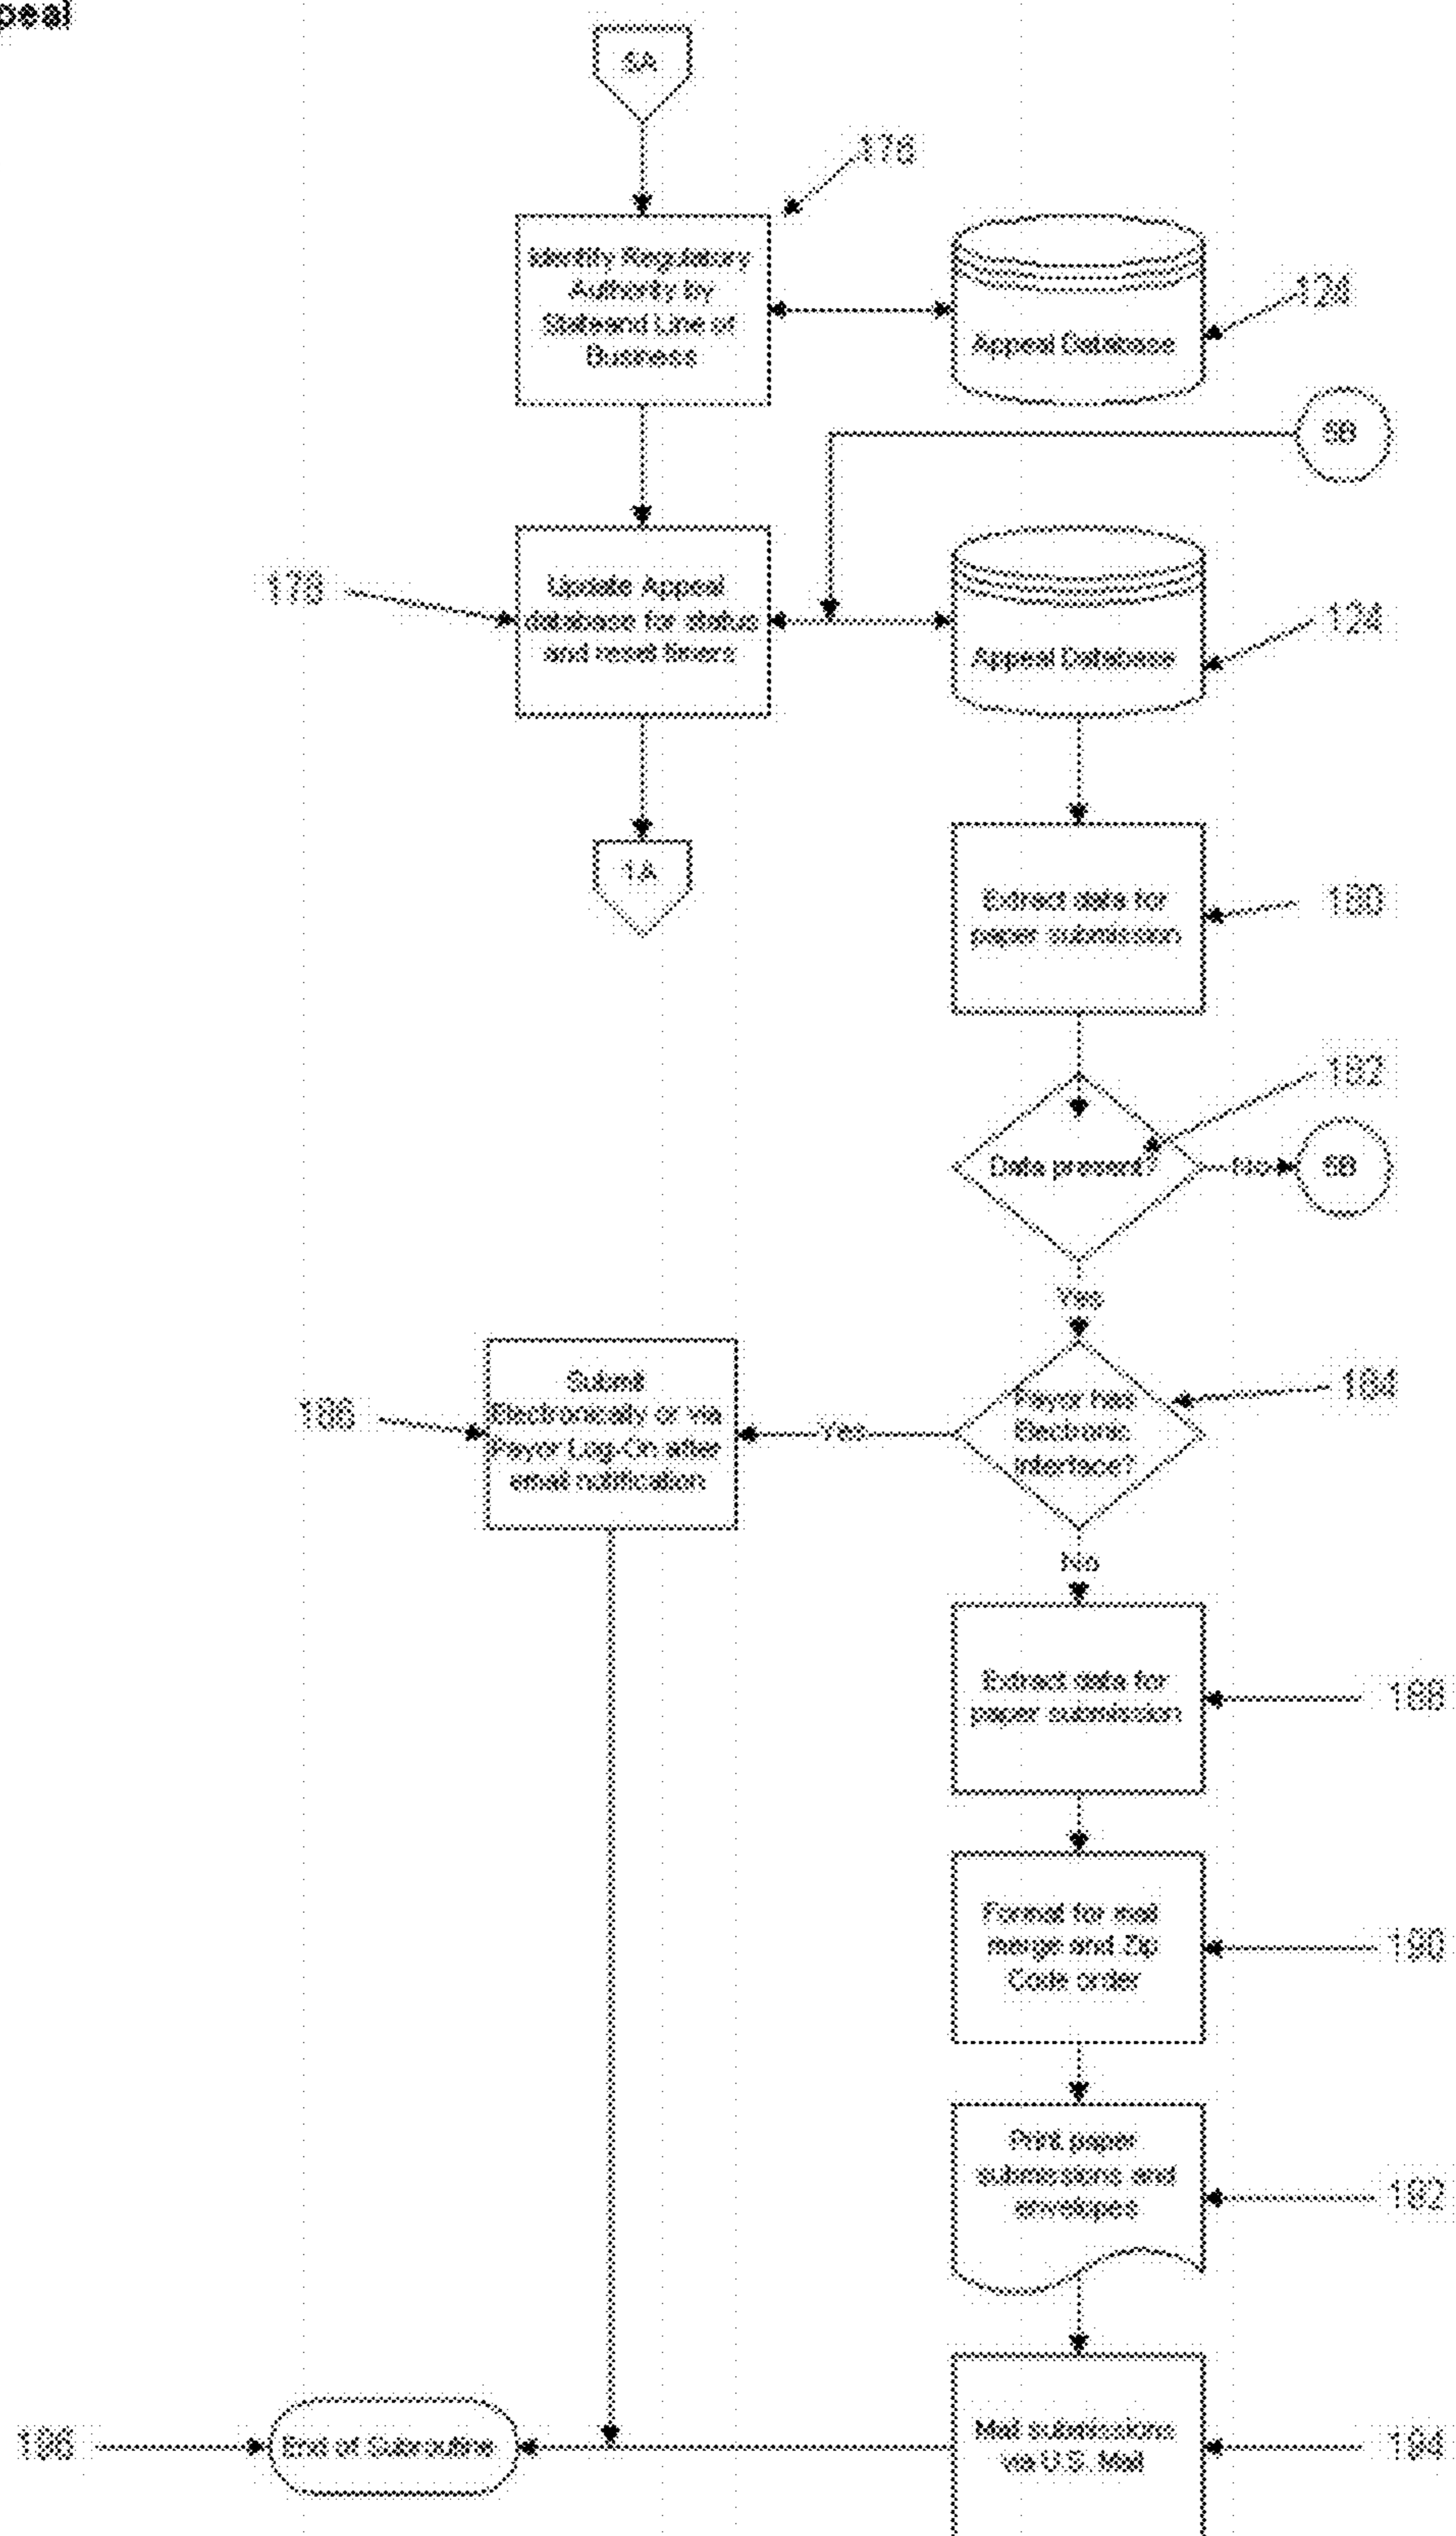 peal
176
Identify Regulatory
Authority by
State and Line of
Business
Appeal Database
124
178
Update Appeal
database for status
and reset timers
Appeal Database
124
1A
Extract data for
paper submission
180
182
Data present?
No
Yes
Submit
Electronically or via
Payor Log-On after
email notification
186
Yes
Payor has
Electronic
Interface?
184
No
Extract data for
paper submission
188
Format for mail
merge and Zip
Code order
190
Print paper
submissions and
envelopes
192
196
End of Subroutine
Mail submissions
via U.S. Mail
194